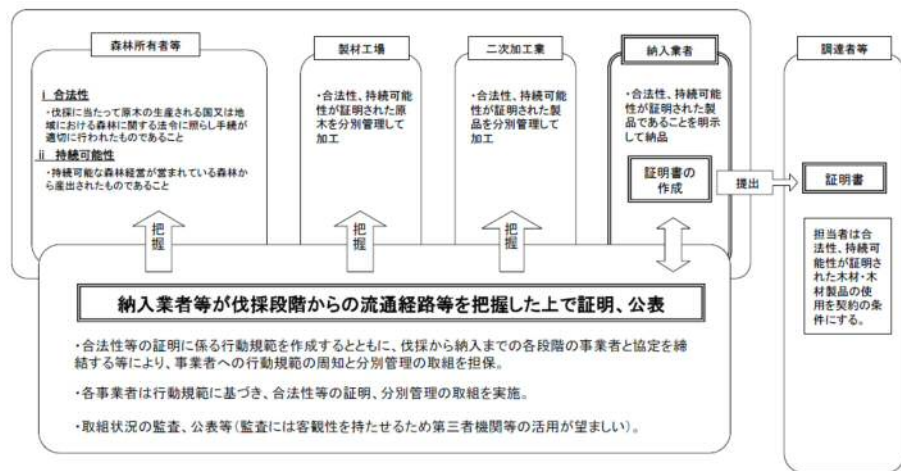 森林所有者等
ⅰ 合法性
・伐採に当たって原木の生産される国又は地
域における森林に関する法令に照らし手続が
適切に行われたものであること
ⅱ 持続可能性
・持続可能な森林経営が営まれている森林か
ら産出されたものであること
製材工場
・合法性、持続可能
性が証明された原
木を分別管理して
加工
二次加工業
・合法性、持続可能
性が証明された製
品を分別管理して
加工
納入業者
・合法性、持続可能
性が証明された製
品であることを明示
して納品
証明書の
作成
提出
調達者等
証明書
担当者は合
法性、持続可
能性が証明さ
れた木材・木
材製品の使
用を契約の条
件にする。
把握
把握
把握
納入業者等が伐採段階からの流通経路等を把握した上で証明、公表
・合法性等の証明に係る行動規範を作成するとともに、伐採から納入までの各段階の事業者と協定を締
結する等により、事業者への行動規範の周知と分別管理の取組を担保。
・各事業者は行動規範に基づき、合法性等の証明、分別管理の取組を実施。
・取組状況の監査、公表等(監査には客観性を持たせるため第三者機関等の活用が望ましい)。